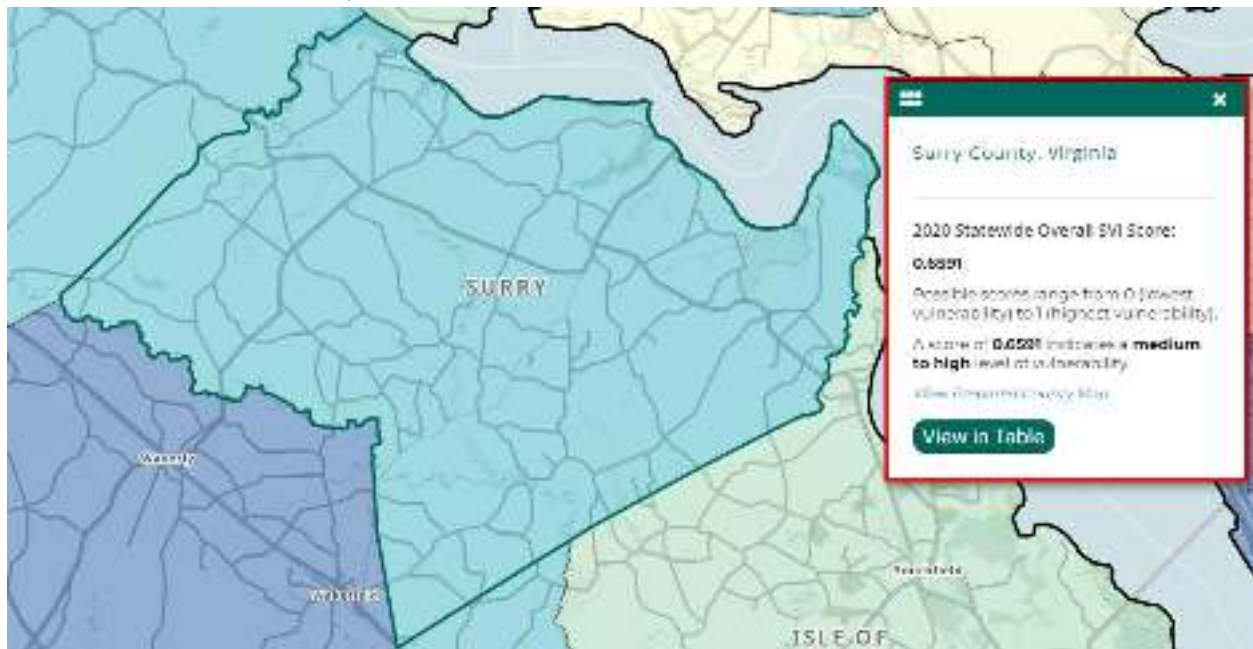 Surry County, Virginia
2020 Statewide Overall SVI Score:
0.6591
Possible scores range from 0 (lowest
vulnerability) to 1 (highest vulnerability).
A score of 0.6591 indicates a medium
to high level of vulnerability
View
View in Table
SURRY
Waverly
Smithfield
ISLE OF